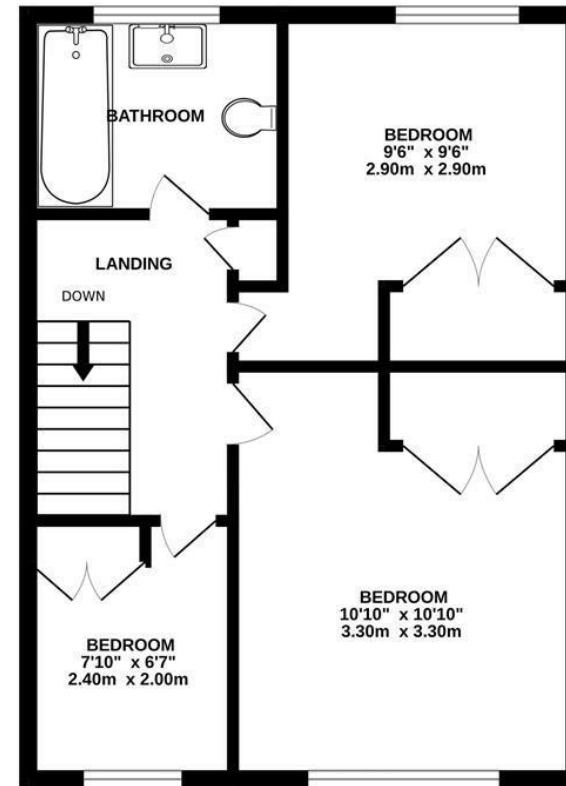 BATHROOM
BEDROOM
9'6" x 9'6"
2.90m x 2.90m
LANDING
DOWN
BEDROOM
10'10" x 10'10"
3.30m x 3.30m
BEDROOM
7'10" x 6'7"
2.40m x 2.00m